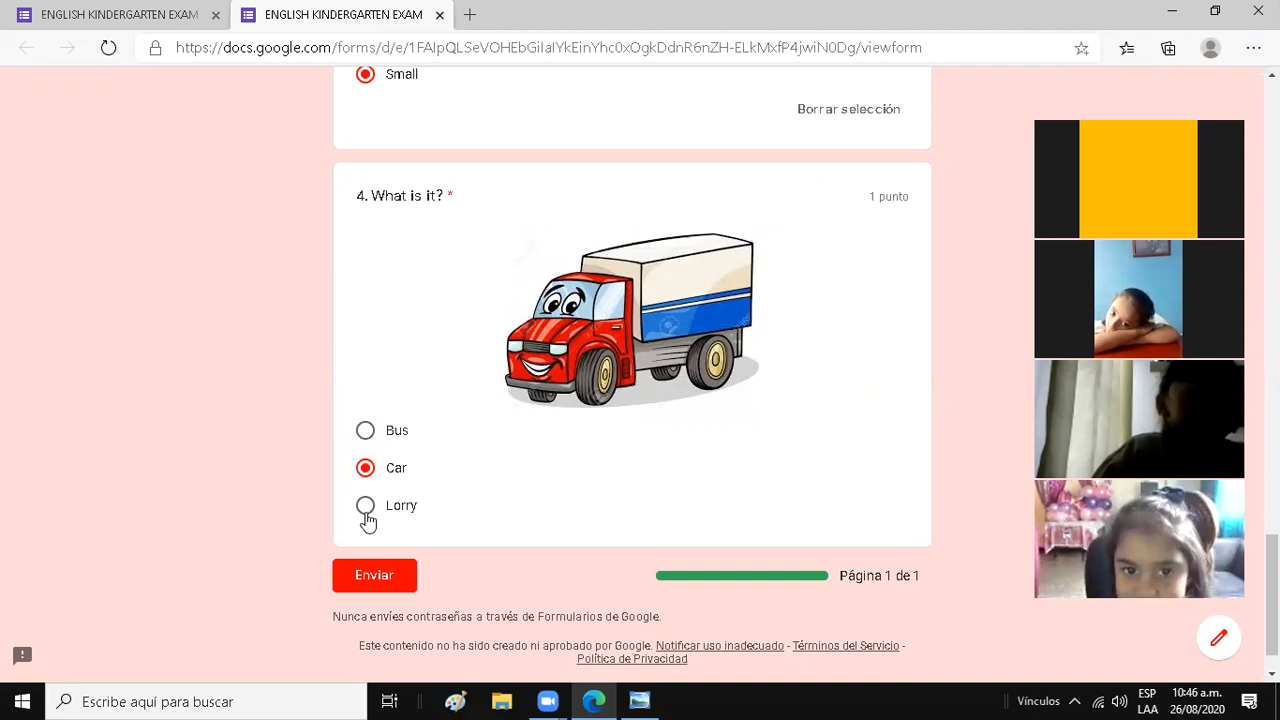 ENGLISH KINDERGARTEN EXAM
ENGLISH KINDERGARTEN EXAM
https://docs.google.com/forms/d/e/1FAIpQLSeVOHEbGiIaIYkEinYhc0xOgkDdnR6nZH-ELkMxfP4jwiN0Dg/viewform
Small
Borrar selección
4. What is it? *
1 punto
Bus
Car
Lorry
Enviar
Página 1 de 1
Nunca envíes contraseñas a través de Formularios de Google.
Este contenido no ha sido creado ni aprobado por Google. Notificar uso inadecuado - Términos del Servicio -
Política de Privacidad
Escribe aquí para buscar
Vínculos
ESP
LAA
10:46 a.m.
26/08/2020